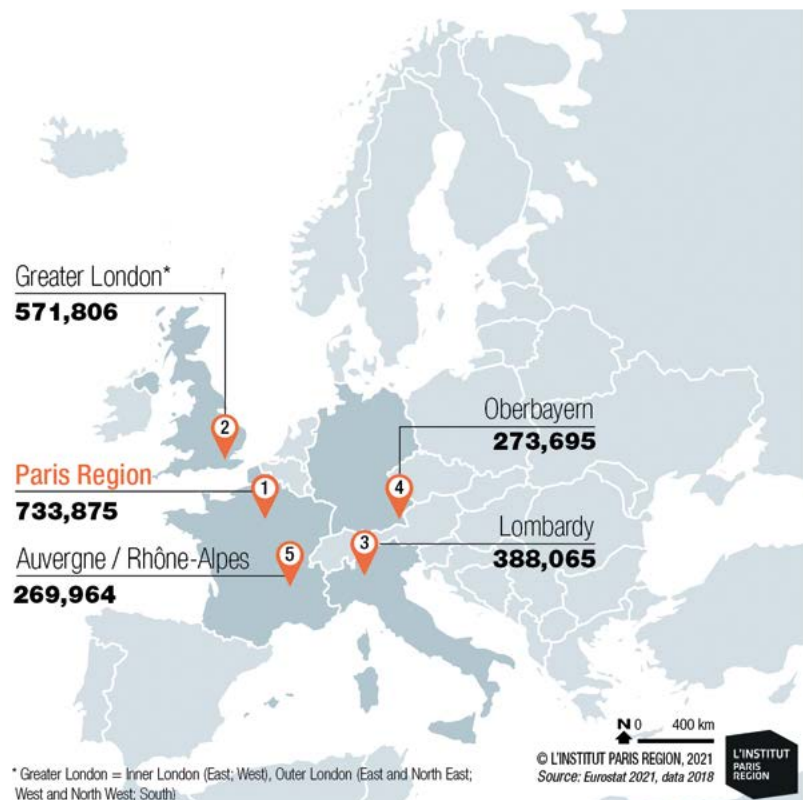 Greater London*
571,806
2
Oberbayern
273,695
Paris Region
733,875
1
4
Auvergne / Rhône-Alpes
269,964
5
3
Lombardy
388,065
N 0 400 km
© L'INSTITUT PARIS REGION, 2021
Source: Eurostat 2021, data 2018
L'INSTITUT
PARIS
REGION
* Greater London = Inner London (East; West), Outer London (East and North East;
West and North West; South)